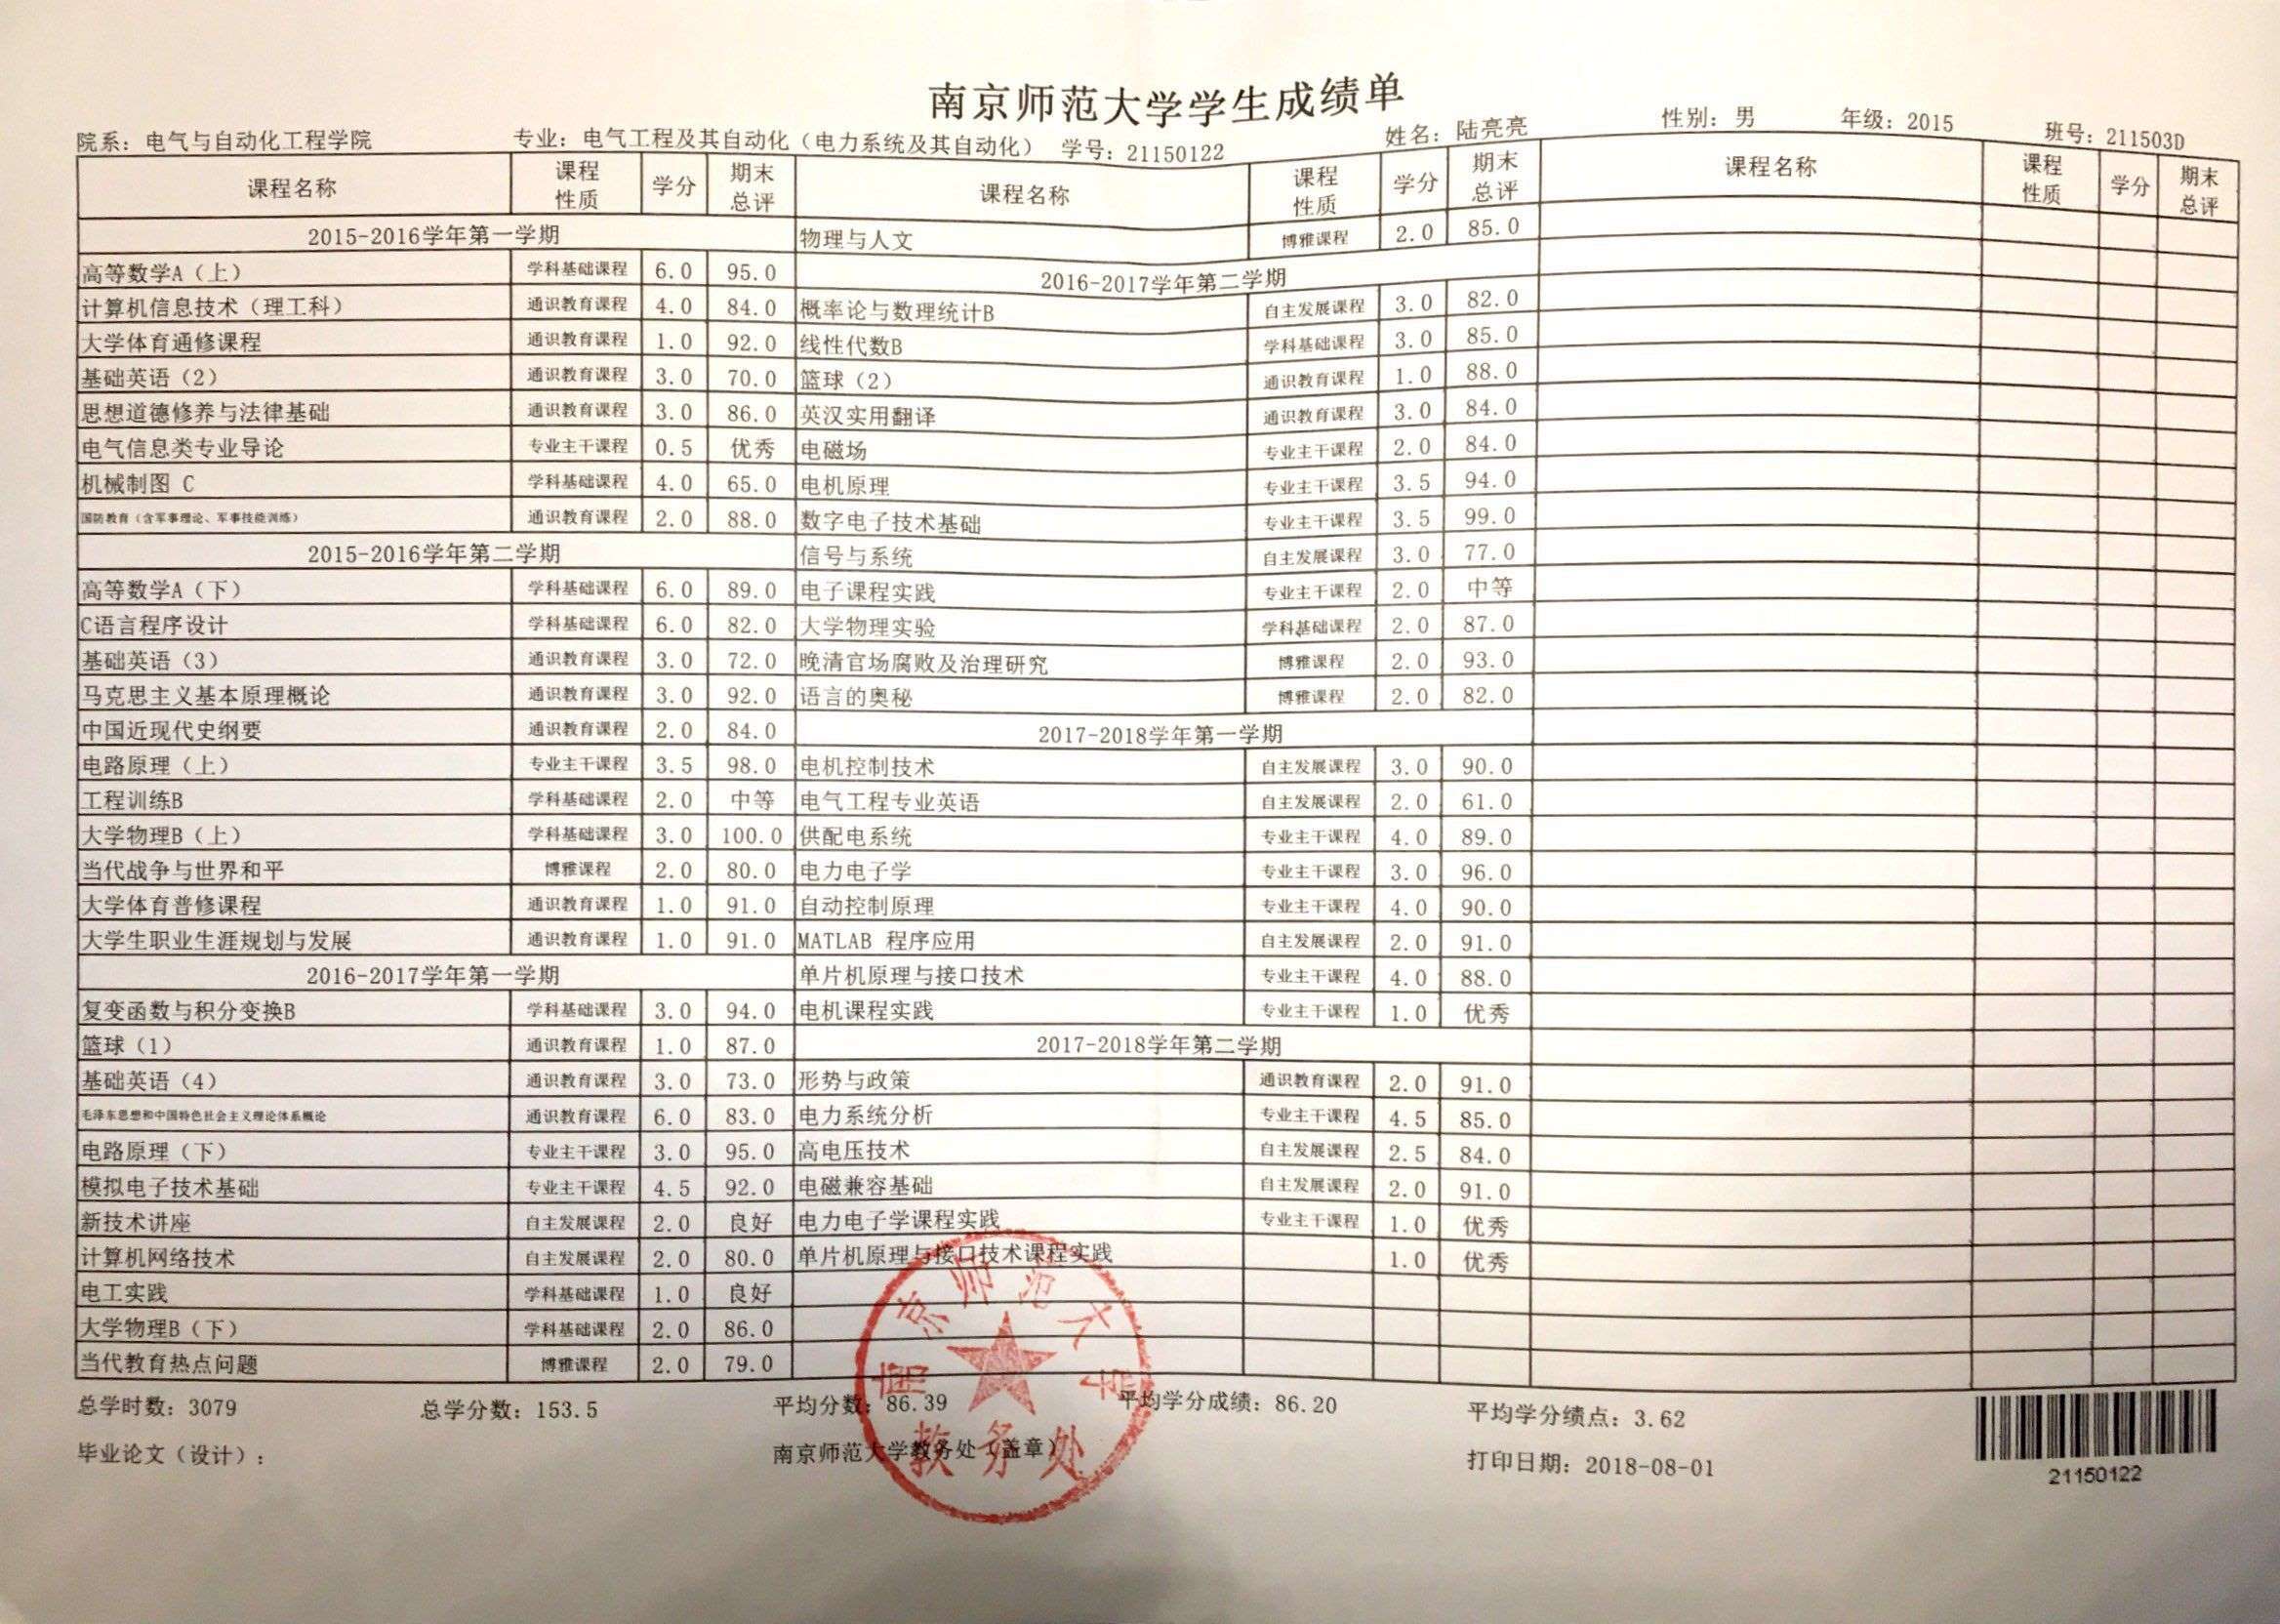 南京师范大学学生成绩单
院系：电气与自动化工程学院 专业：电气工程及其自动化（电力系统及其自动化） 学号：21150122 姓名：陆亮亮 性别：男 年级：2015 班号：211503D
课程名称 课程性质 学分 期末总评 课程名称 课程性质 学分 期末总评 课程名称 课程性质 学分 期末总评
2015-2016学年第一学期
高等数学A（上） 学科基础课程 6.0 95.0
计算机信息技术（理工科） 通识教育课程 4.0 84.0
大学体育通修课程 通识教育课程 1.0 92.0
基础英语（2） 通识教育课程 3.0 70.0
思想道德修养与法律基础 通识教育课程 3.0 86.0
电气信息类专业导论 专业主干课程 0.5 优秀
机械制图 C 学科基础课程 4.0 65.0
国防教育（含军事理论、军事技能训练） 通识教育课程 2.0 88.0
2015-2016学年第二学期
高等数学A（下） 学科基础课程 6.0 89.0
C语言程序设计 学科基础课程 6.0 82.0
基础英语（3） 通识教育课程 3.0 72.0
马克思主义基本原理概论 通识教育课程 3.0 92.0
中国近现代史纲要 通识教育课程 2.0 84.0
电路原理（上） 专业主干课程 3.5 98.0
工程训练B 学科基础课程 2.0 中等
大学物理B（上） 学科基础课程 3.0 100.0
当代战争与世界和平 博雅课程 2.0 80.0
大学体育普修课程 通识教育课程 1.0 91.0
大学生职业生涯规划与发展 通识教育课程 1.0 91.0
2016-2017学年第一学期
复变函数与积分变换B 学科基础课程 3.0 94.0
篮球（1） 通识教育课程 1.0 87.0
基础英语（4） 通识教育课程 3.0 73.0
毛泽东思想和中国特色社会主义理论体系概论 通识教育课程 6.0 83.0
电路原理（下） 专业主干课程 3.0 95.0
模拟电子技术基础 专业主干课程 4.5 92.0
新技术讲座 自主发展课程 2.0 良好
计算机网络技术 自主发展课程 2.0 80.0
电工实践 学科基础课程 1.0 良好
大学物理B（下） 学科基础课程 2.0 86.0
当代教育热点问题 博雅课程 2.0 79.0
物理与人文 博雅课程 2.0 85.0
2016-2017学年第二学期
概率论与数理统计B 自主发展课程 3.0 82.0
线性代数B 学科基础课程 3.0 85.0
篮球（2） 通识教育课程 1.0 88.0
英汉实用翻译 通识教育课程 3.0 84.0
电磁场 专业主干课程 2.0 84.0
电机原理 专业主干课程 3.5 94.0
数字电子技术基础 专业主干课程 3.5 99.0
信号与系统 自主发展课程 3.0 77.0
电子课程实践 专业主干课程 2.0 中等
大学物理实验 学科基础课程 2.0 87.0
晚清官场腐败及治理研究 博雅课程 2.0 93.0
语言的奥秘 博雅课程 2.0 82.0
2017-2018学年第一学期
电机控制技术 自主发展课程 3.0 90.0
电气工程专业英语 自主发展课程 2.0 61.0
供配电系统 专业主干课程 4.0 89.0
电力电子学 专业主干课程 3.0 96.0
自动控制原理 专业主干课程 4.0 90.0
MATLAB 程序应用 自主发展课程 2.0 91.0
单片机原理与接口技术 专业主干课程 4.0 88.0
电机课程实践 专业主干课程 1.0 优秀
2017-2018学年第二学期
形势与政策 通识教育课程 2.0 91.0
电力系统分析 专业主干课程 4.5 85.0
高电压技术 自主发展课程 2.5 84.0
电磁兼容基础 自主发展课程 2.0 91.0
电力电子学课程实践 专业主干课程 1.0 优秀
单片机原理与接口技术课程实践 1.0 优秀
总学时数：3079 总学分数：153.5 平均分数：86.39 平均学分成绩：86.20 平均学分绩点：3.62
毕业论文（设计）： 南京师范大学教务处（盖章） 打印日期：2018-08-01
21150122
南京师范大学
教务处